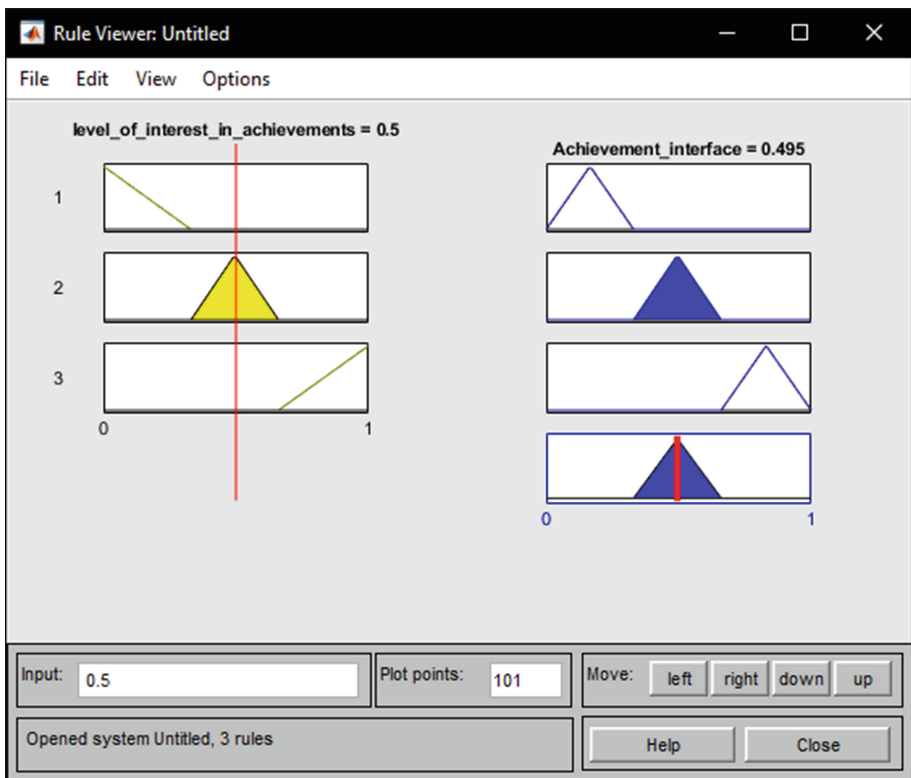 Rule Viewer: Untitled
File Edit View Options
level_of_interest_in_achievements = 0.5
Achievement_interface = 0.495
1
2
3
0 1
0 1
Input: 0.5
Plot points: 101
Move: left right down up
Opened system Untitled, 3 rules
Help Close